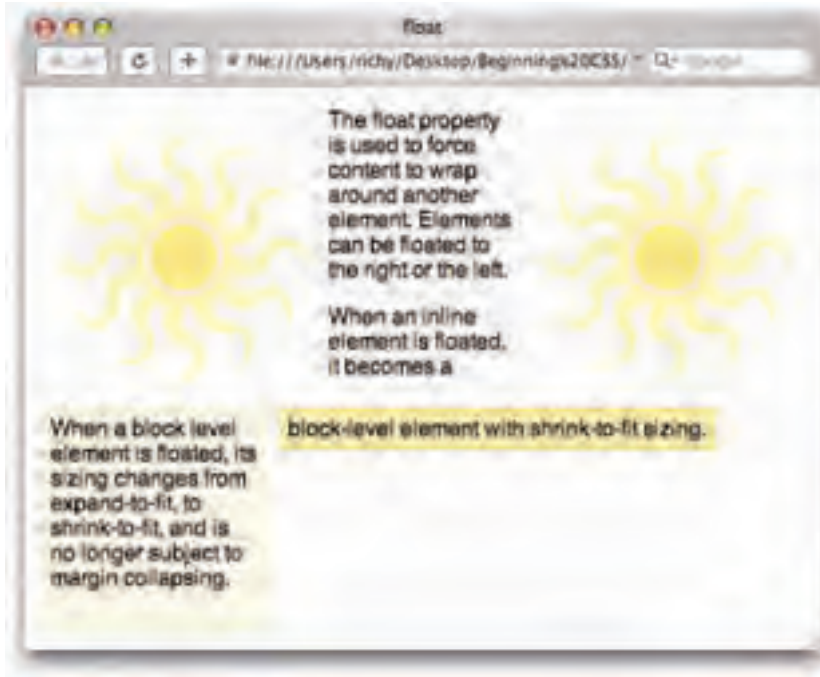 float
file:///Users/richy/Desktop/Beginning%20CSS/
The float property
is used to force
content to wrap
around another
element. Elements
can be floated to
the right or the left.
When an inline
element is floated,
it becomes a
When a block level
element is floated, its
sizing changes from
expand-to-fit, to
shrink-to-fit, and is
no longer subject to
margin collapsing.
block-level element with shrink-to-fit sizing.